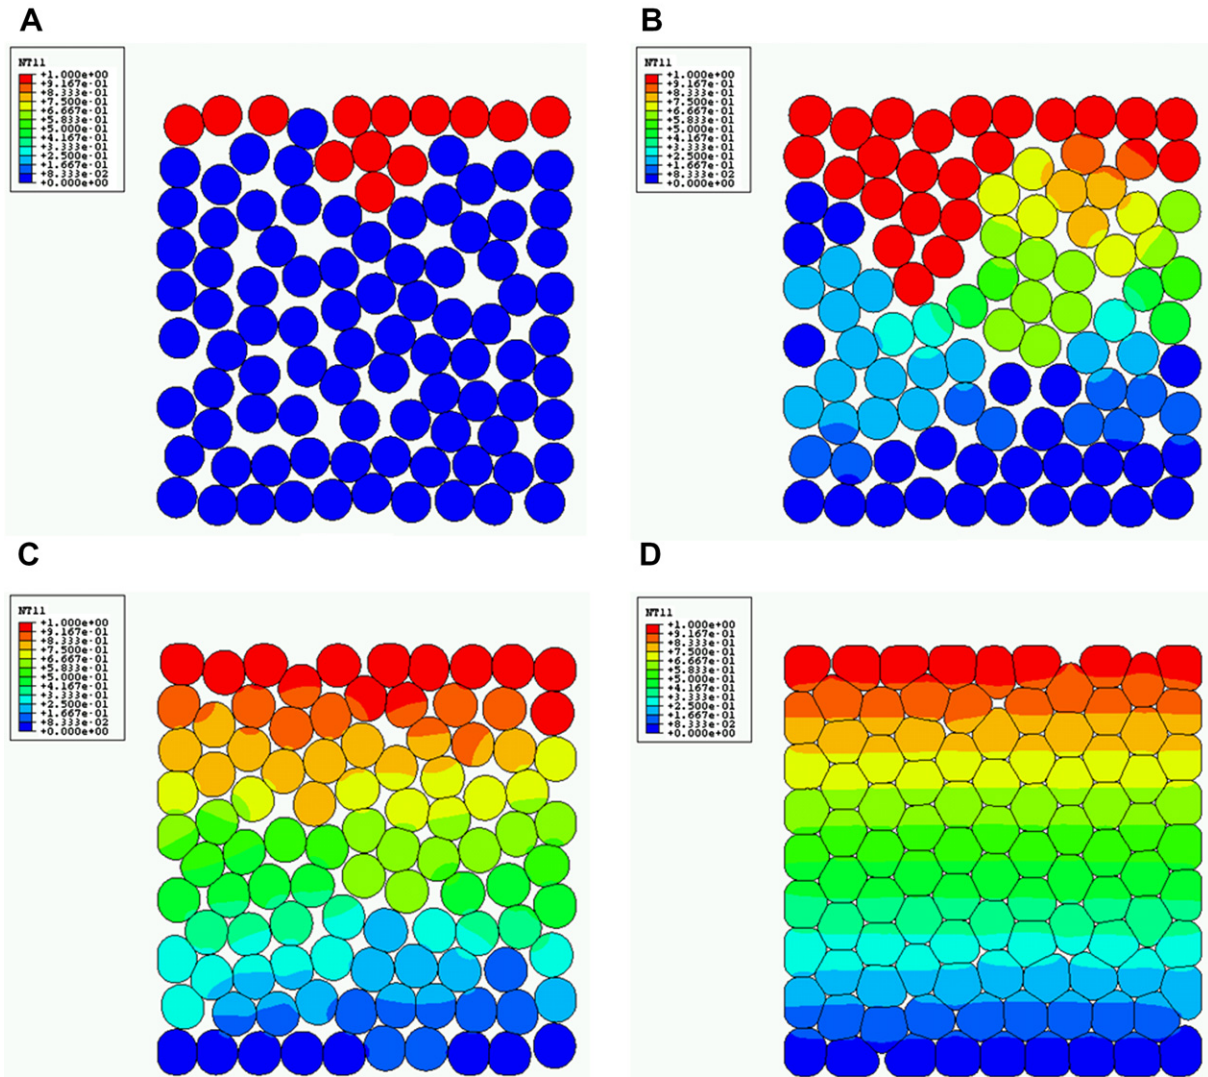 A
NT11
+1.000e+00
+9.167e-01
+8.333e-01
+7.500e-01
+6.667e-01
+5.833e-01
+5.000e-01
+4.167e-01
+3.333e-01
+2.500e-01
+1.667e-01
+8.333e-02
+0.000e+00
B
NT11
+1.000e+00
+9.167e-01
+8.333e-01
+7.500e-01
+6.667e-01
+5.833e-01
+5.000e-01
+4.167e-01
+3.333e-01
+2.500e-01
+1.667e-01
+8.333e-02
+0.000e+00
C
NT11
+1.000e+00
+9.167e-01
+8.333e-01
+7.500e-01
+6.667e-01
+5.833e-01
+5.000e-01
+4.167e-01
+3.333e-01
+2.500e-01
+1.667e-01
+8.333e-02
+0.000e+00
D
NT11
+1.000e+00
+9.167e-01
+8.333e-01
+7.500e-01
+6.667e-01
+5.833e-01
+5.000e-01
+4.167e-01
+3.333e-01
+2.500e-01
+1.667e-01
+8.333e-02
+0.000e+00